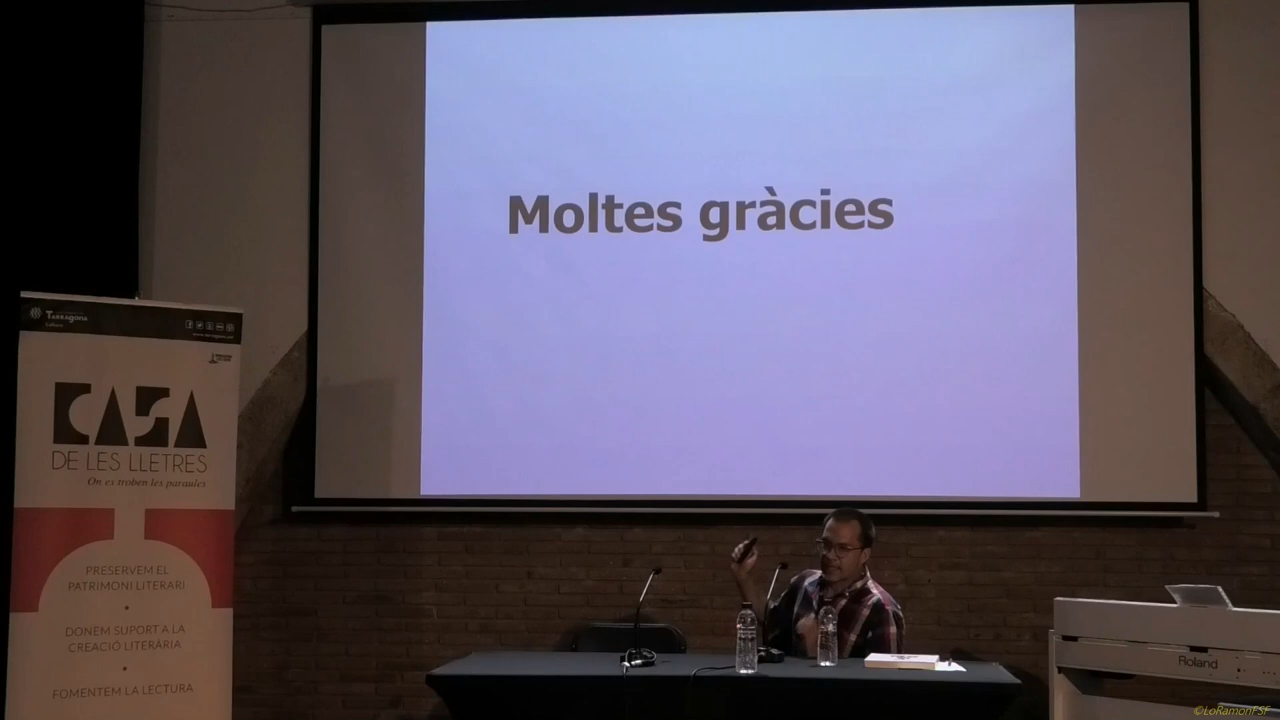 Moltes gràcies
Tarragona
Cultura
CASA
DE LES LLETRES
On es troben les paraules
PRESERVEM EL
PATRIMONI LITERARI
•
DONEM SUPORT A LA
CREACIÓ LITERÀRIA
•
FOMENTEM LA LECTURA
Roland
©LoRamonFSF